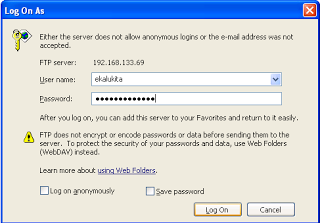 Log On As
Either the server does not allow anonymous logins or the e-mail address was not
accepted.
FTP server: 192.168.133.69
User name: ekalukita
Password: •••••••••••••
After you log on, you can add this server to your Favorites and return to it easily.
FTP does not encrypt or encode passwords or data before sending them to the
server. To protect the security of your passwords and data, use Web Folders
(WebDAV) instead.
Learn more about using Web Folders.
Log on anonymously Save password
Log On Cancel